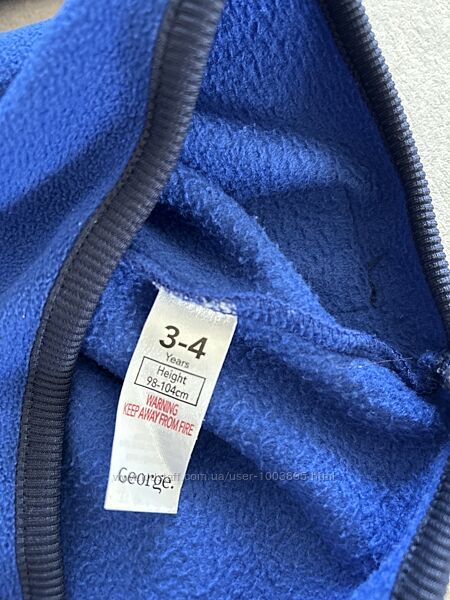 3-4
Years
Height
98-104cm
WARNING
KEEP AWAY FROM FIRE
George.